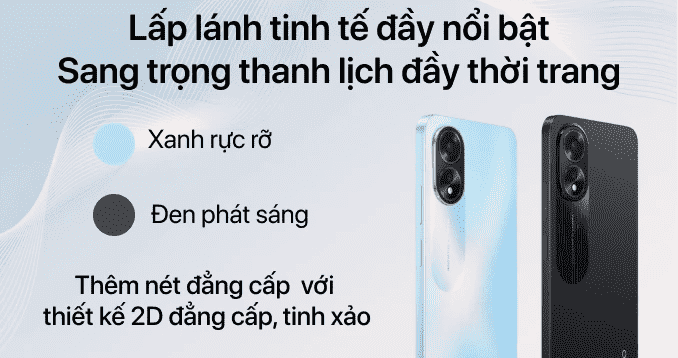 Lấp lánh tinh tế đầy nổi bật
Sang trọng thanh lịch đầy thời trang
Xanh rực rỡ
Đen phát sáng
Thêm nét đẳng cấp với
thiết kế 2D đẳng cấp, tinh xảo